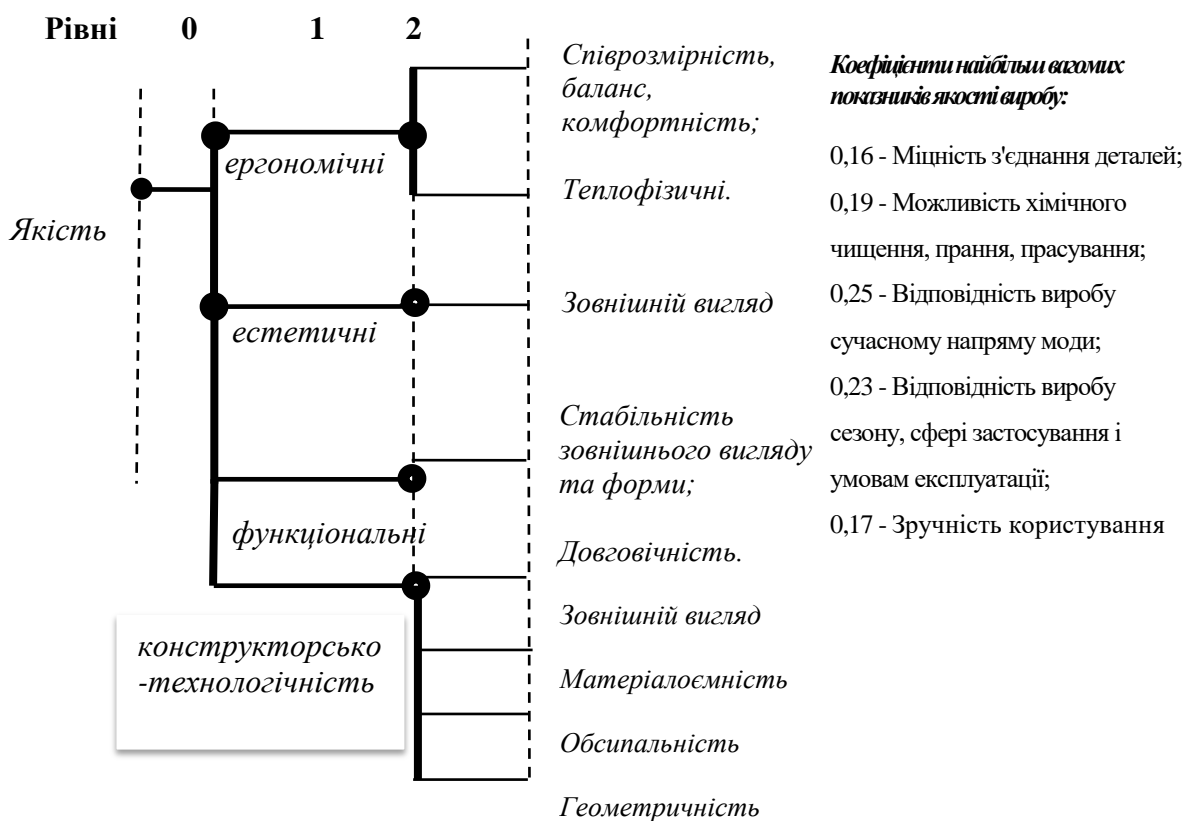 Рівні 0 1 2
Співрозмірність,
баланс,
комфортність;
Теплофізичні.
ергономічні
Якість
Зовнішній вигляд
естетичні
Стабільність
зовнішнього вигляду
та форми;
функціональні
Довговічність.
Зовнішній вигляд
конструкторсько
-технологічність
Матеріалоємність
Обсипальність
Геометричність
Коефіцієнти найбільш вагомих
показників якості виробу:
0,16 - Міцність з'єднання деталей;
0,19 - Можливість хімічного
чищення, прання, прасування;
0,25 - Відповідність виробу
сучасному напряму моди;
0,23 - Відповідність виробу
сезону, сфері застосування і
умовам експлуатації;
0,17 - Зручність користування